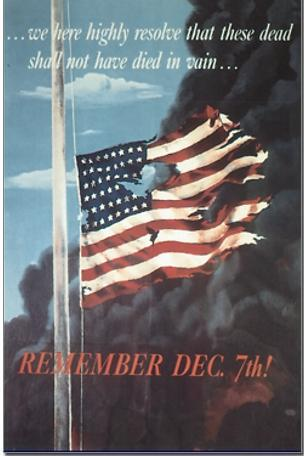 ...we here highly resolve that these dead
shall not have died in vain...
REMEMBER DEC. 7th!